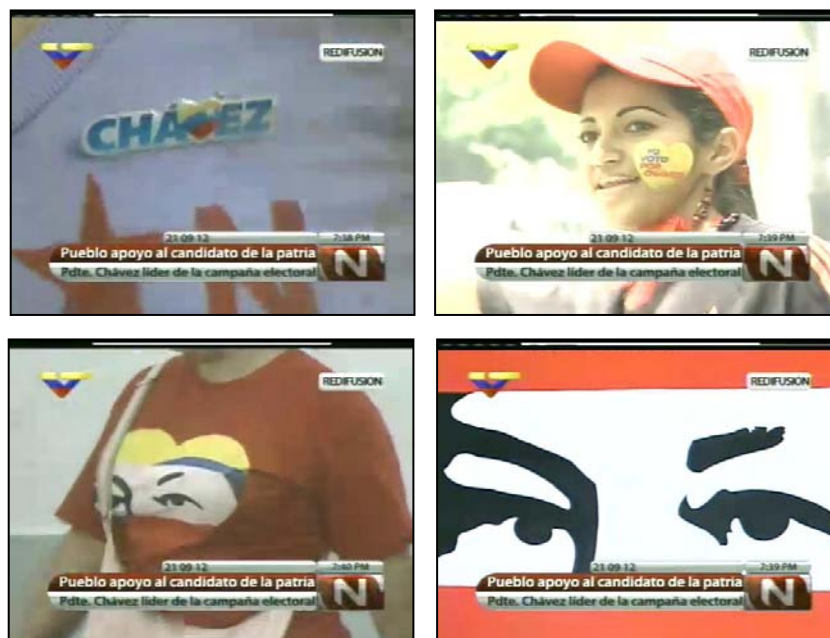 REDIFUSION
CHÁVEZ
21 09 12 7:38 PM
Pueblo apoyo al candidato de la patria
Pdte. Chávez líder de la campaña electoral
N
REDIFUSION
YO
VOTO
POR
CHÁVEZ
21 09 12 7:39 PM
Pueblo apoyo al candidato de la patria
Pdte. Chávez líder de la campaña electoral
N
REDIFUSION
21 09 12 7:40 PM
Pueblo apoyo al candidato de la patria
Pdte. Chávez líder de la campaña electoral
N
REDIFUSION
21 09 12 7:39 PM
Pueblo apoyo al candidato de la patria
Pdte. Chávez líder de la campaña electoral
N